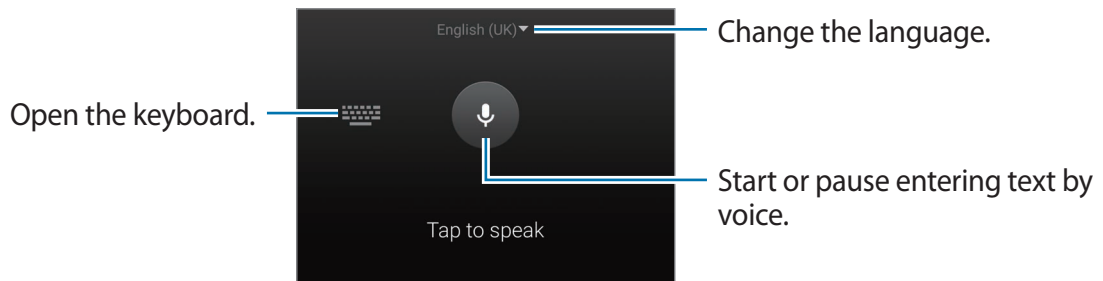 English (UK)
Change the language.
Open the keyboard.
Start or pause entering text by
voice.
Tap to speak